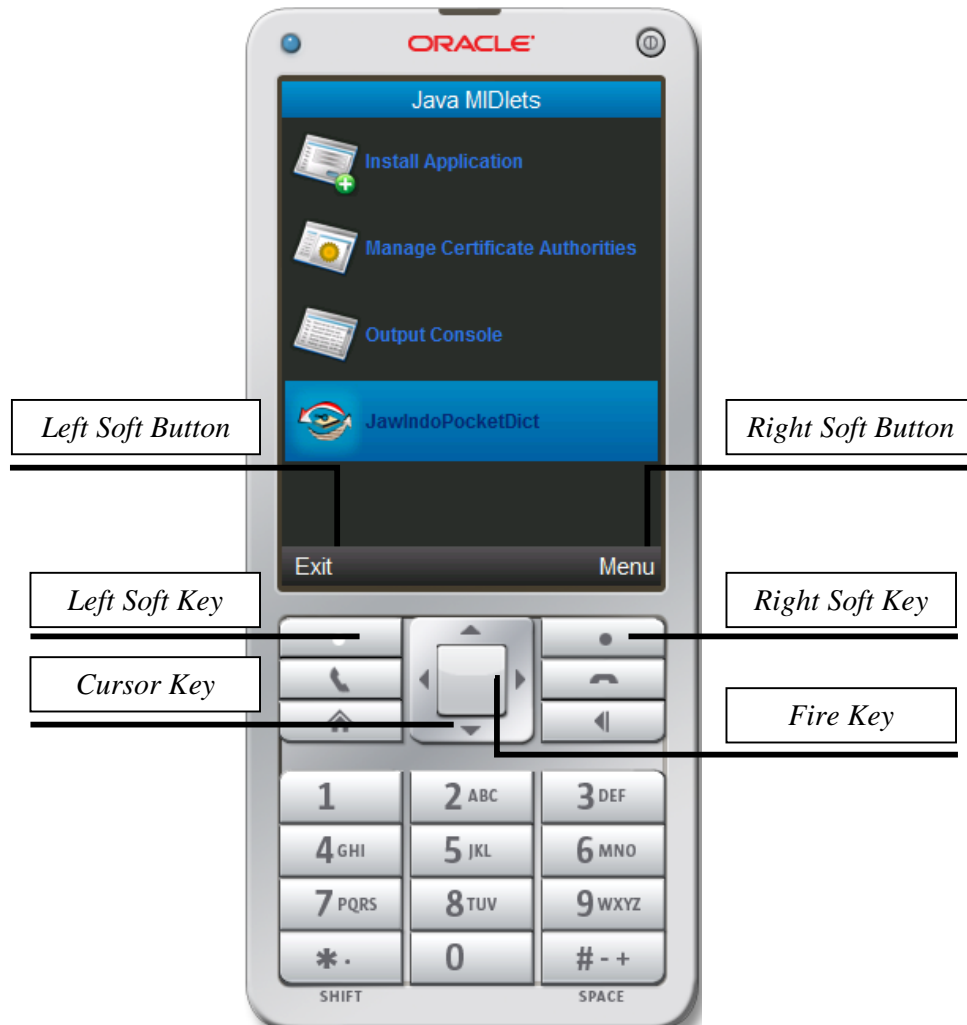 ORACLE
Java MIDlets
Install Application
Manage Certificate Authorities
Output Console
JawIndoPocketDict
Left Soft Button
Right Soft Button
Exit
Menu
Left Soft Key
Right Soft Key
Cursor Key
Fire Key
1
2 ABC
3 DEF
4 GHI
5 JKL
6 MNO
7 PQRS
8 TUV
9 WXYZ
* .
0
# - +
SHIFT
SPACE